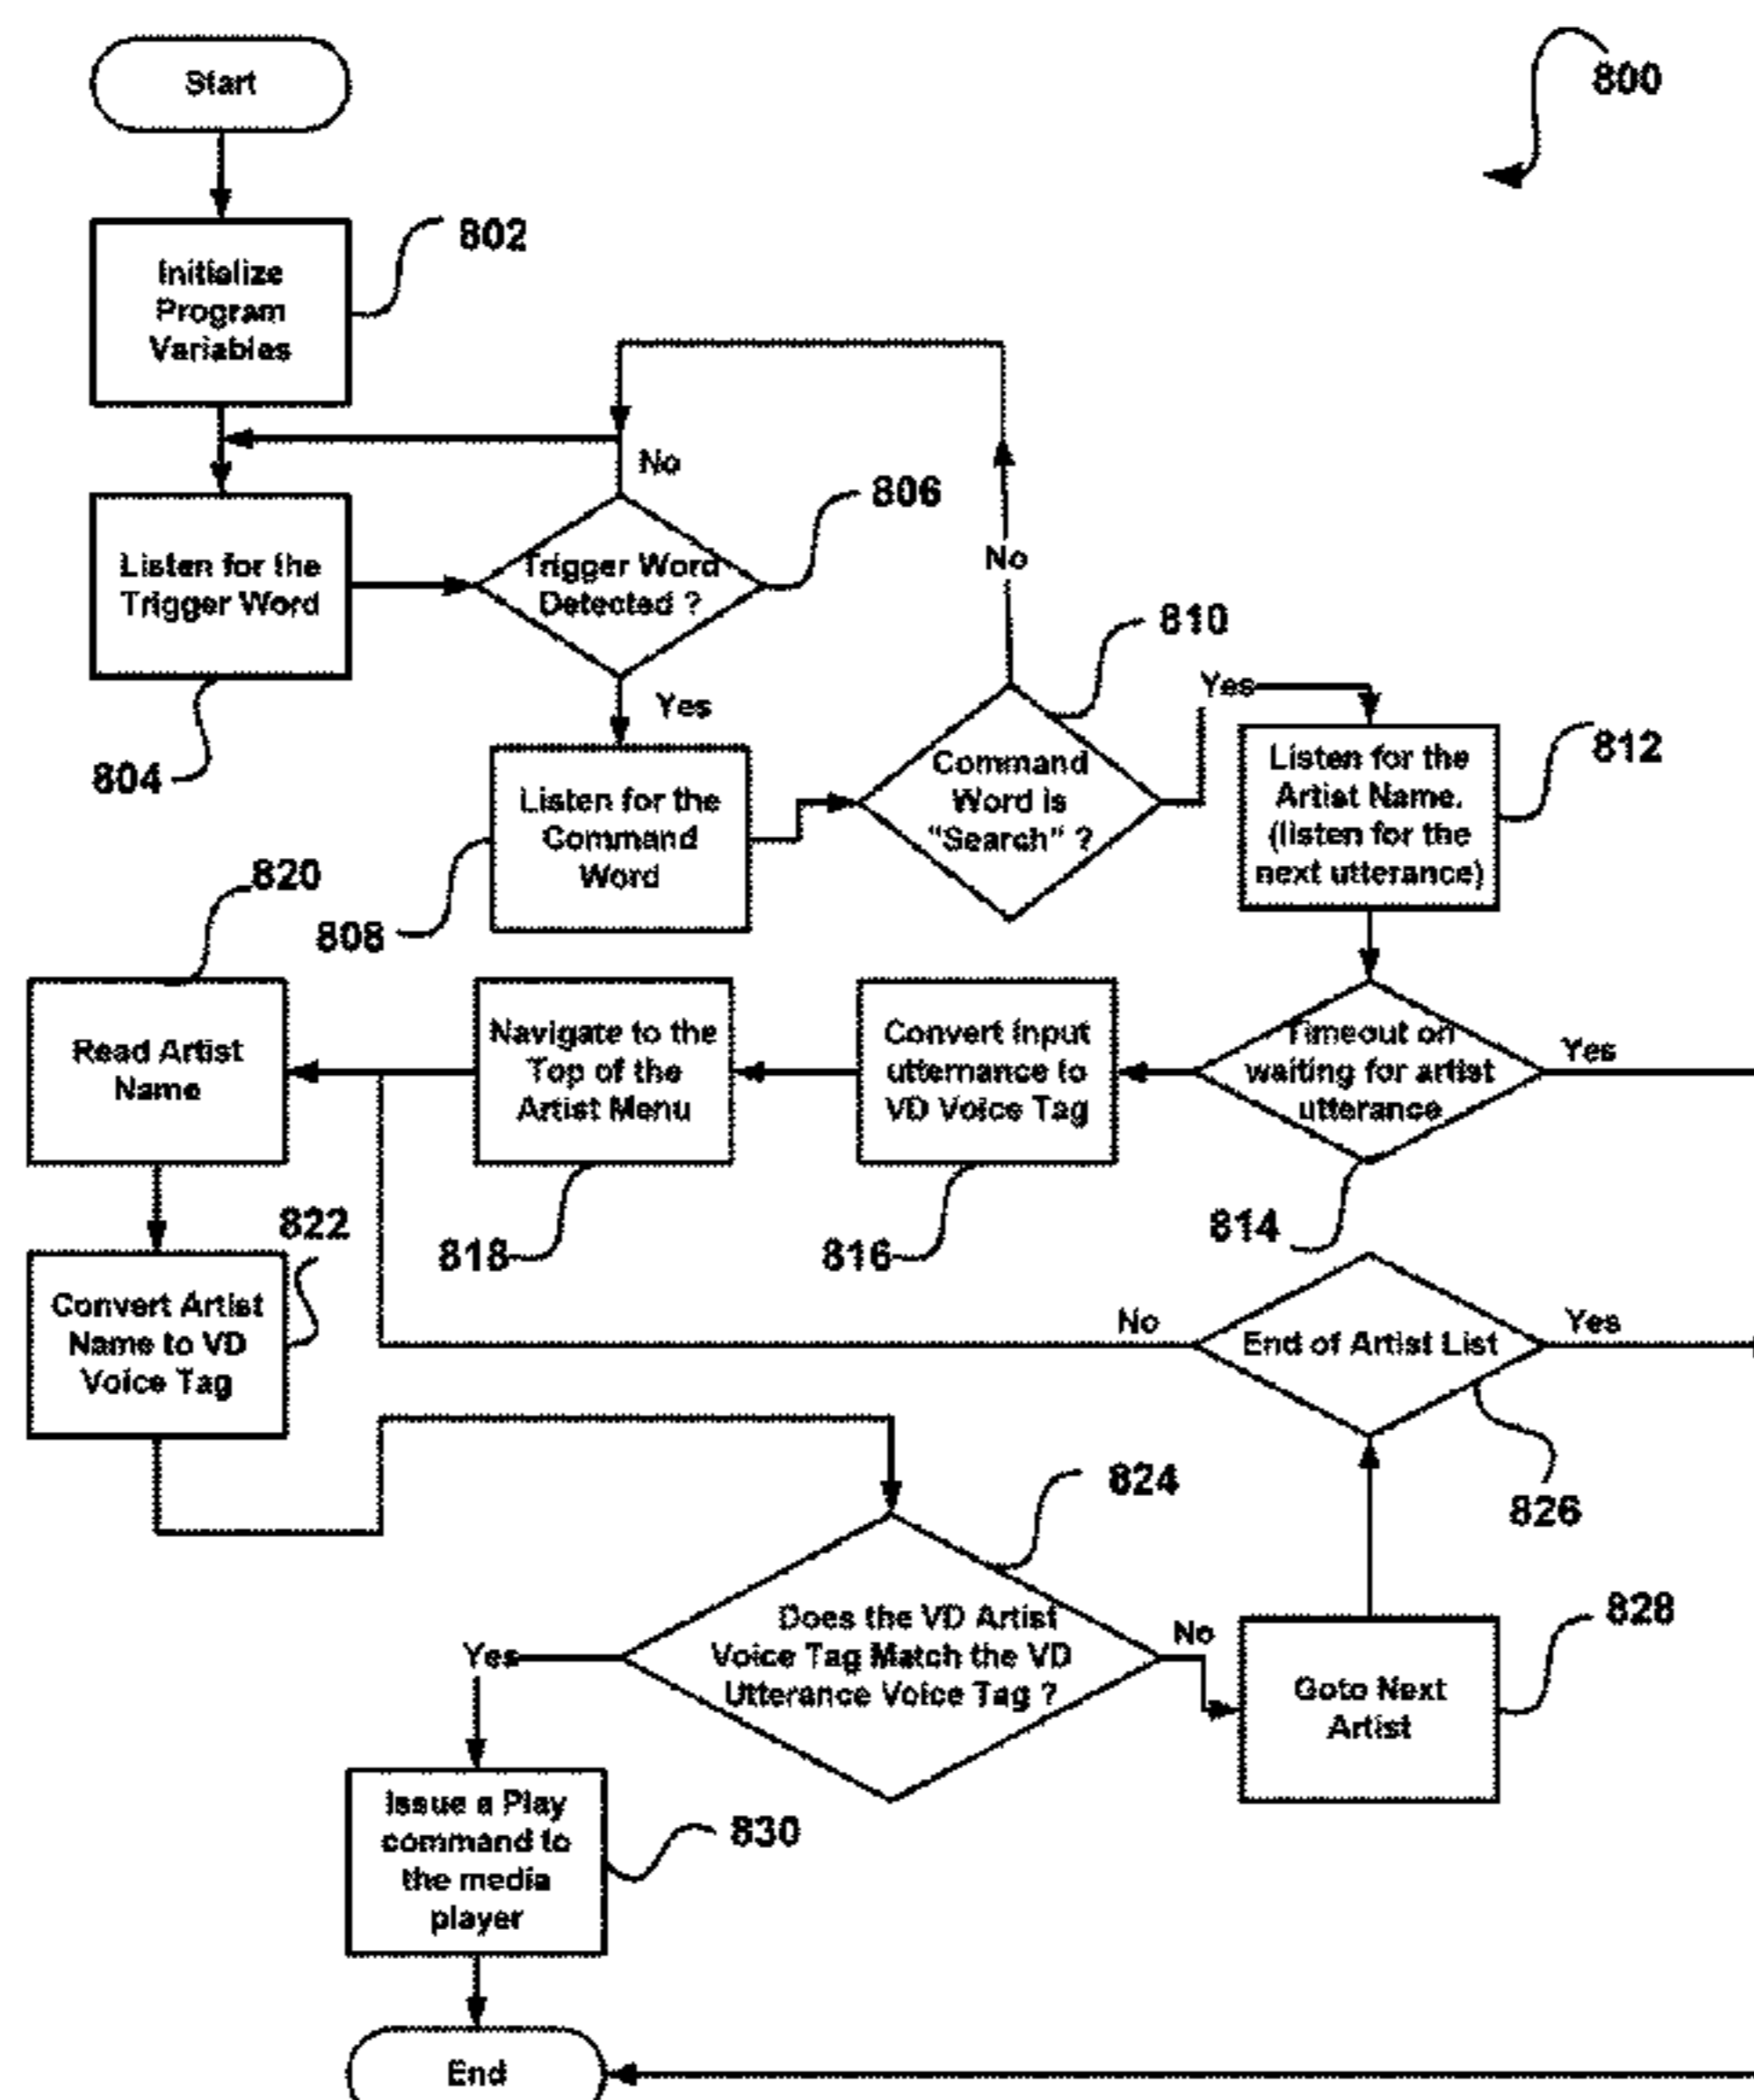 Start
800
802
Initialize
Program
Variables
No
806
Listen for the
Trigger Word
Trigger Word
Detected ?
No
810
804
Yes
Yes
812
Listen for the
Command
Word
808
Command
Word is
"Search" ?
Listen for the
Artist Name.
(listen for the
next utterance)
820
Read Artist
Name
Navigate to the
Top of the
Artist Menu
818
Convert input
utternance to
VD Voice Tag
816
Timeout on
waiting for artist
utterance
Yes
814
822
Convert Artist
Name to VD
Voice Tag
No
End of Artist List
Yes
826
824
Does the VD Artist
Voice Tag Match the VD
Utterance Voice Tag ?
Yes
No
828
Goto Next
Artist
Issue a Play
command to
the media
player
830
End